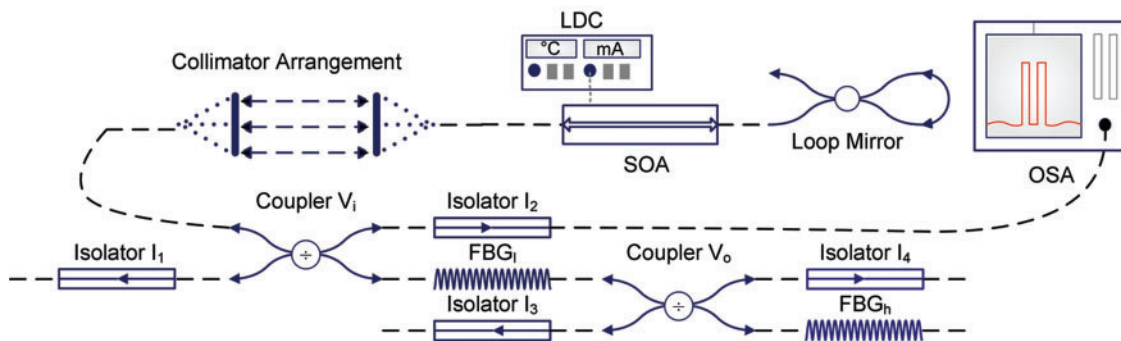 LDC
°C mA
Collimator Arrangement
SOA
Loop Mirror
OSA
Coupler Vi
Isolator I2
Isolator I1
FBGl
Coupler Vo
Isolator I4
÷
÷
Isolator I3
FBGh